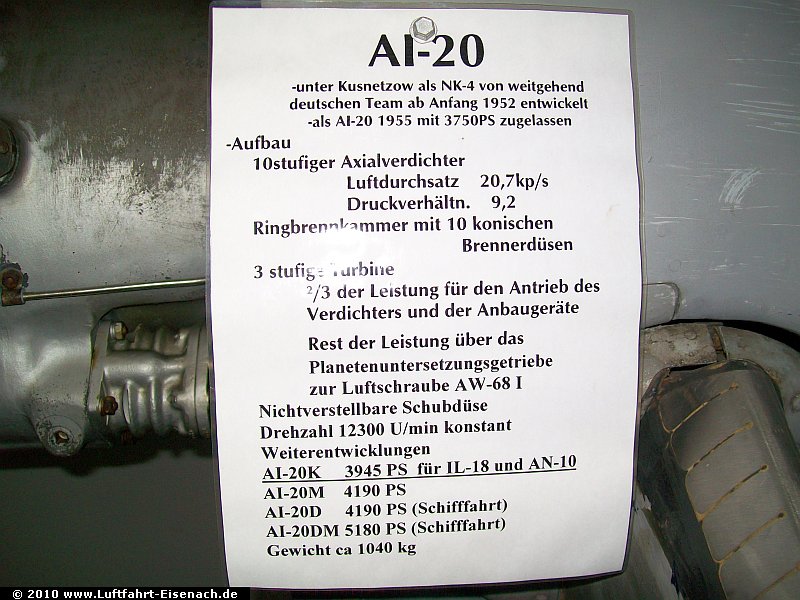 AI-20
-unter Kusnetzow als NK-4 von weitgehend
deutschen Team ab Anfang 1952 entwickelt
-als AI-20 1955 mit 3750PS zugelassen
-Aufbau
10stufiger Axialverdichter
Luftdurchsatz 20,7kp/s
Druckverhältn. 9,2
Ringbrennkammer mit 10 konischen
Brennerdüsen
3 stufige Turbine
²/3 der Leistung für den Antrieb des
Verdichters und der Anbaugeräte
Rest der Leistung über das
Planetenuntersetzungsgetriebe
zur Luftschraube AW-68 I
Nichtverstellbare Schubdüse
Drehzahl 12300 U/min konstant
Weiterentwicklungen
AI-20K 3945 PS für IL-18 und AN-10
AI-20M 4190 PS
AI-20D 4190 PS (Schifffahrt)
AI-20DM 5180 PS (Schifffahrt)
Gewicht ca 1040 kg
© 2010 www.Luftfahrt-Eisenach.de